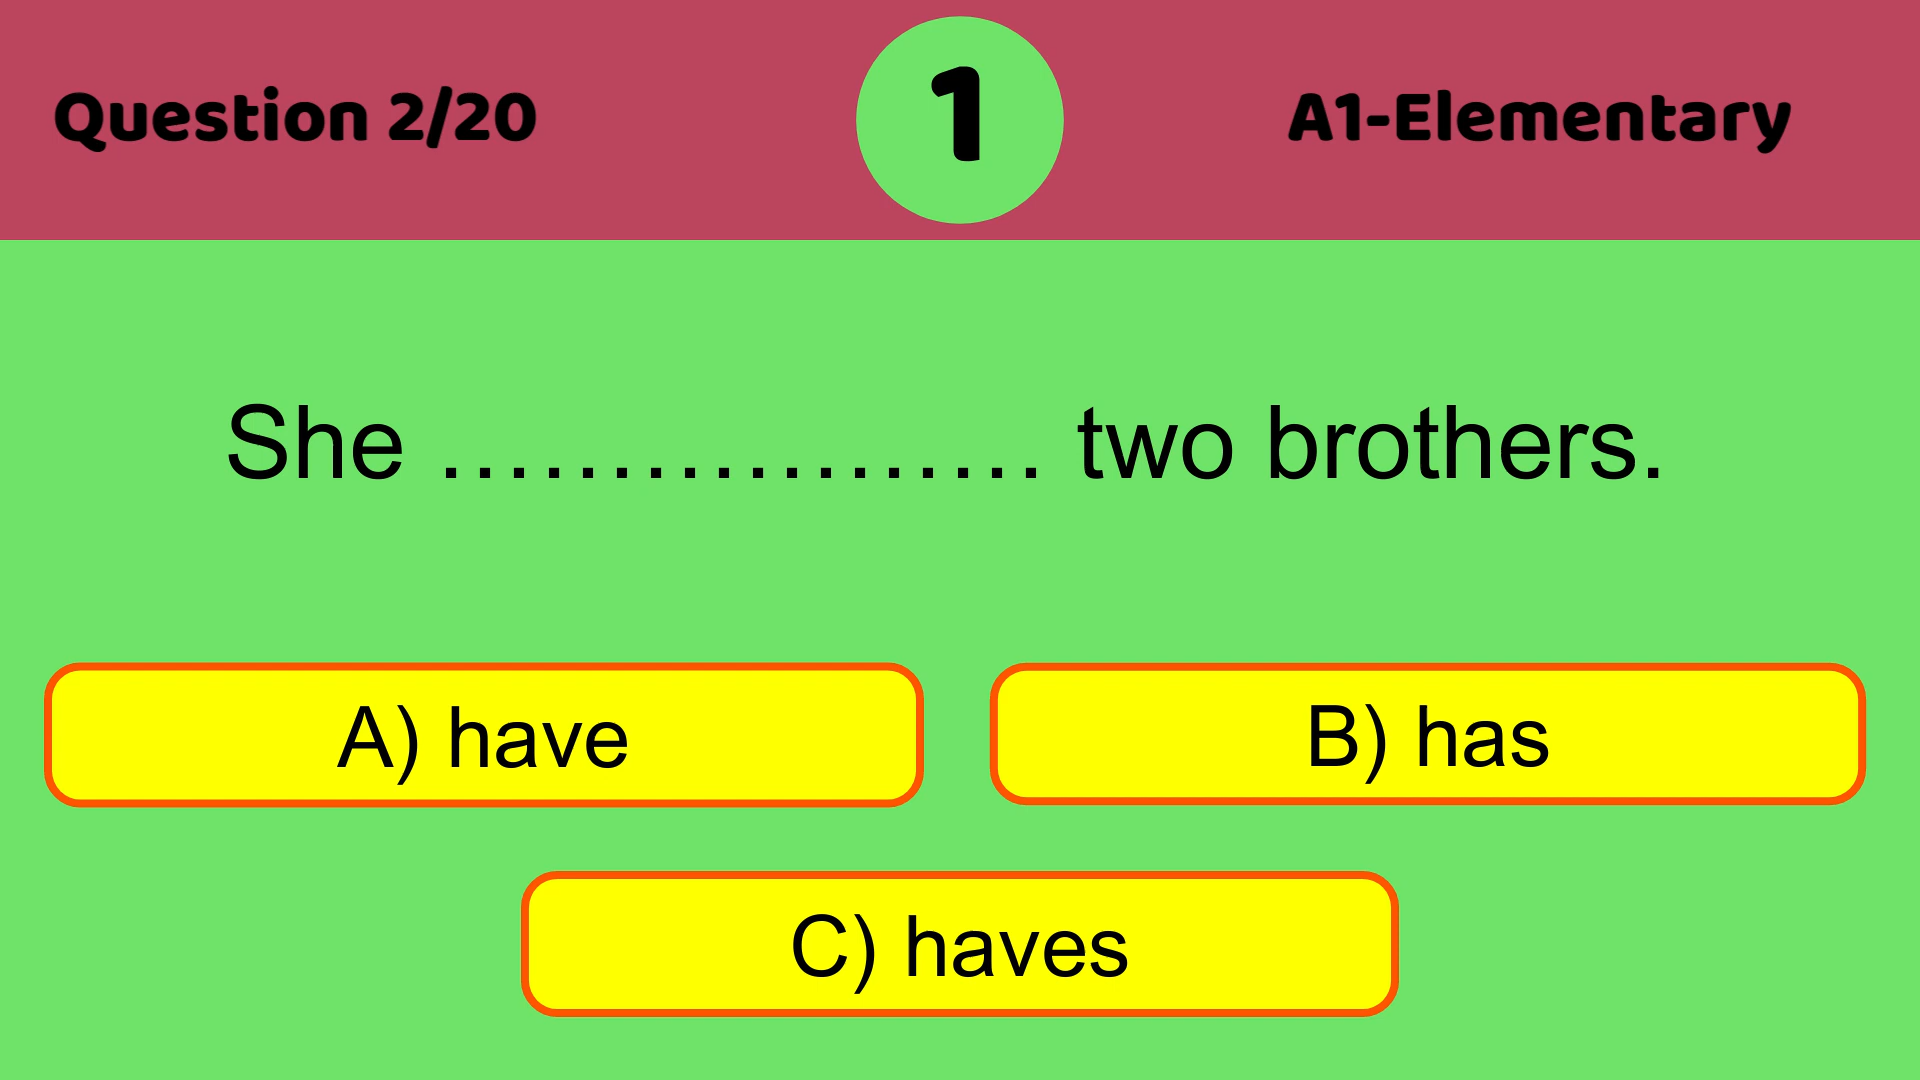 Question 2/20
1
A1-Elementary
She ……………… two brothers.
A) have
B) has
C) haves